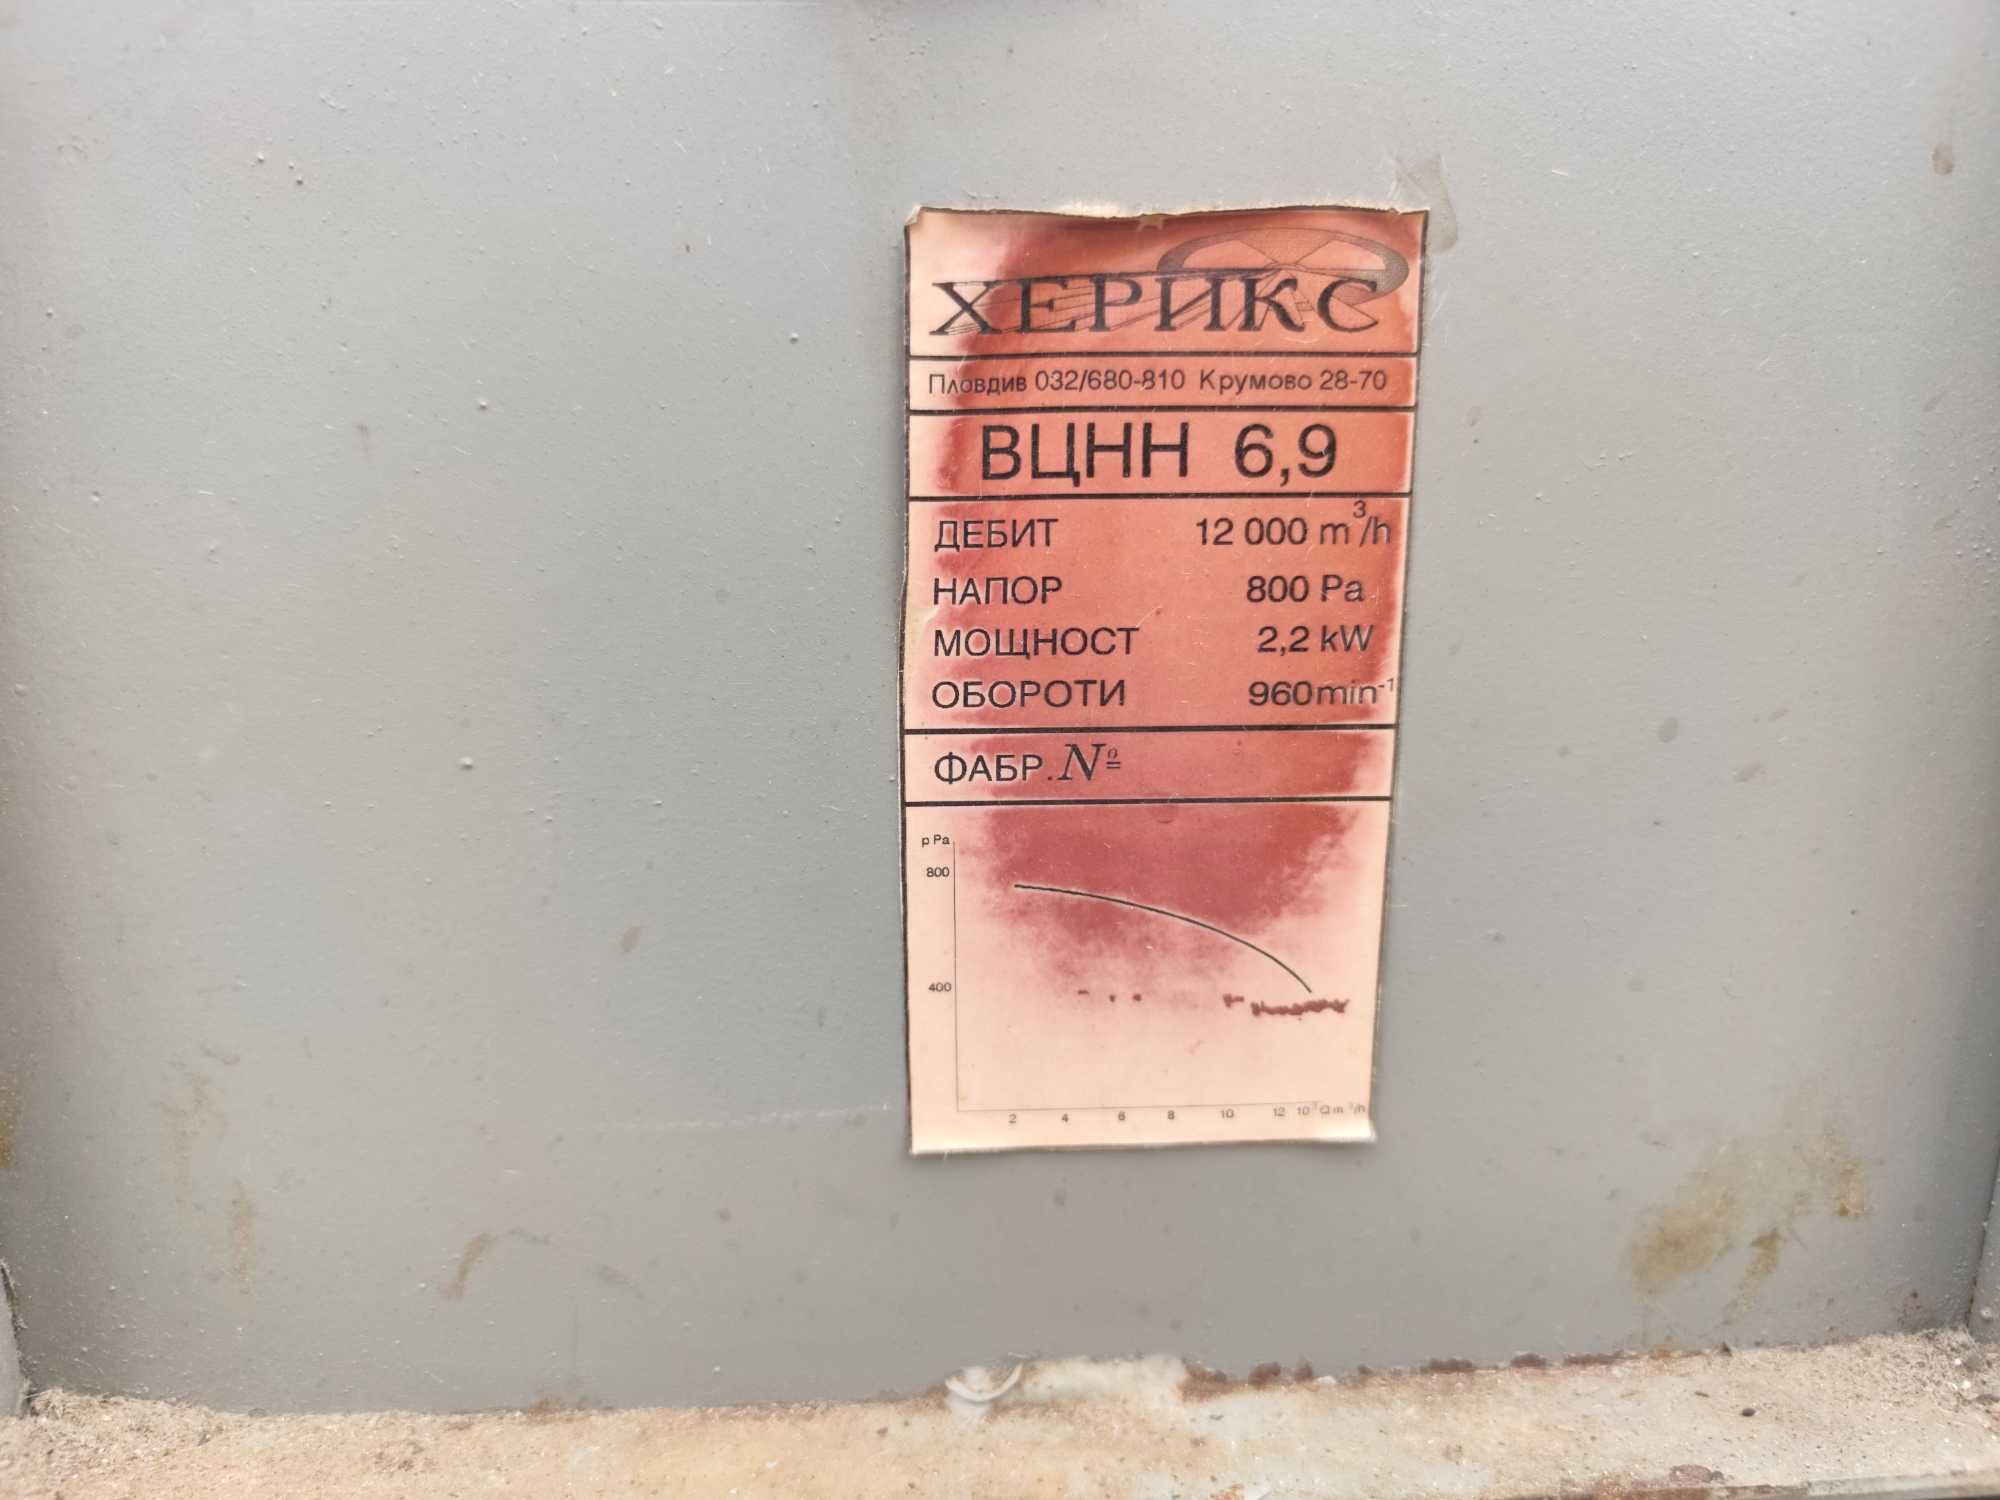 ХЕРИКС
Пловдив 032/680-810 Крумово 28-70
ВЦНН 6,9
ДЕБИТ 12 000 m³/h
НАПОР 800 Pa
МОЩНОСТ 2,2 kW
ОБОРОТИ 960min⁻¹
ФАБР. №
p Pa
800
400
2 4 6 8 10 12 10³Q m³/h